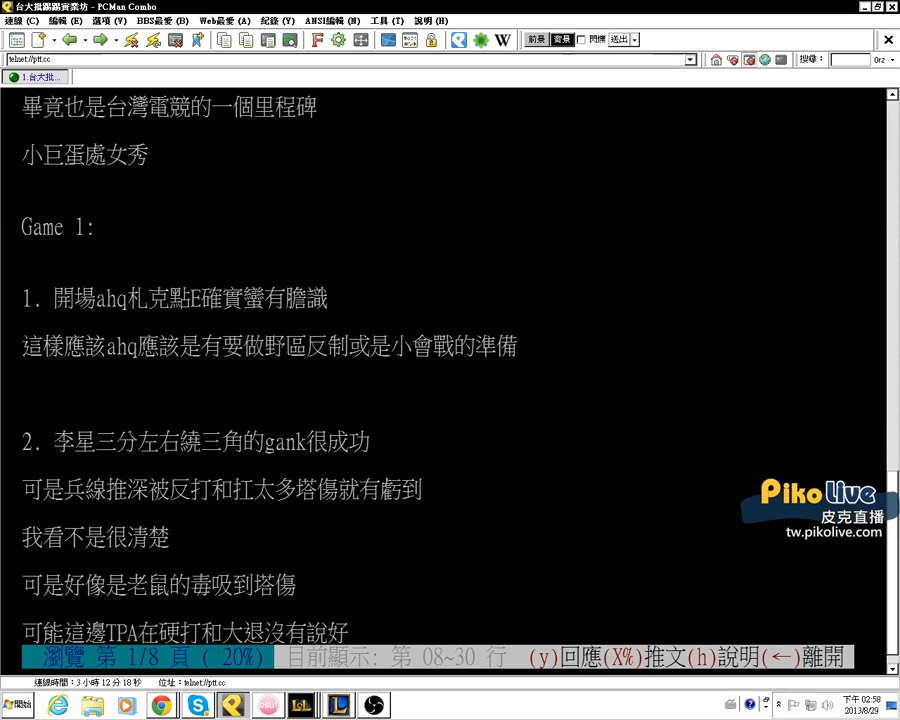 台大批踢踢實業坊 - PCMan Combo
連線 (C) 編輯 (E) 選項 (V) BBS最愛 (B) Web最愛 (A) 紀錄 (Y) ANSI編輯 (N) 工具 (T) 說明 (H)
F W 前景 背景 閃爍 送出
telnet://ptt.cc 搜尋: Orz
1.台大批...
畢竟也是台灣電競的一個里程碑
小巨蛋處女秀
Game 1:
1. 開場ahq札克點E確實蠻有膽識
這樣應該ahq應該是有要做野區反制或是小會戰的準備
2. 李星三分左右繞三角的gank很成功
可是兵線推深被反打和扛太多塔傷就有虧到
我看不是很清楚
可是好像是老鼠的毒吸到塔傷
可能這邊TPA在硬打和大退沒有說好
PikoLive
皮克直播
tw.pikolive.com
瀏覽 第 1/8 頁 ( 20%) 目前顯示: 第 08~30 行 (y)回應(X%)推文(h)說明(←)離開
連線時間:3 小時 12 分 18 秒 位址:telnet://ptt.cc
開始 osu! LoL L 下午 02:58
2013/8/29